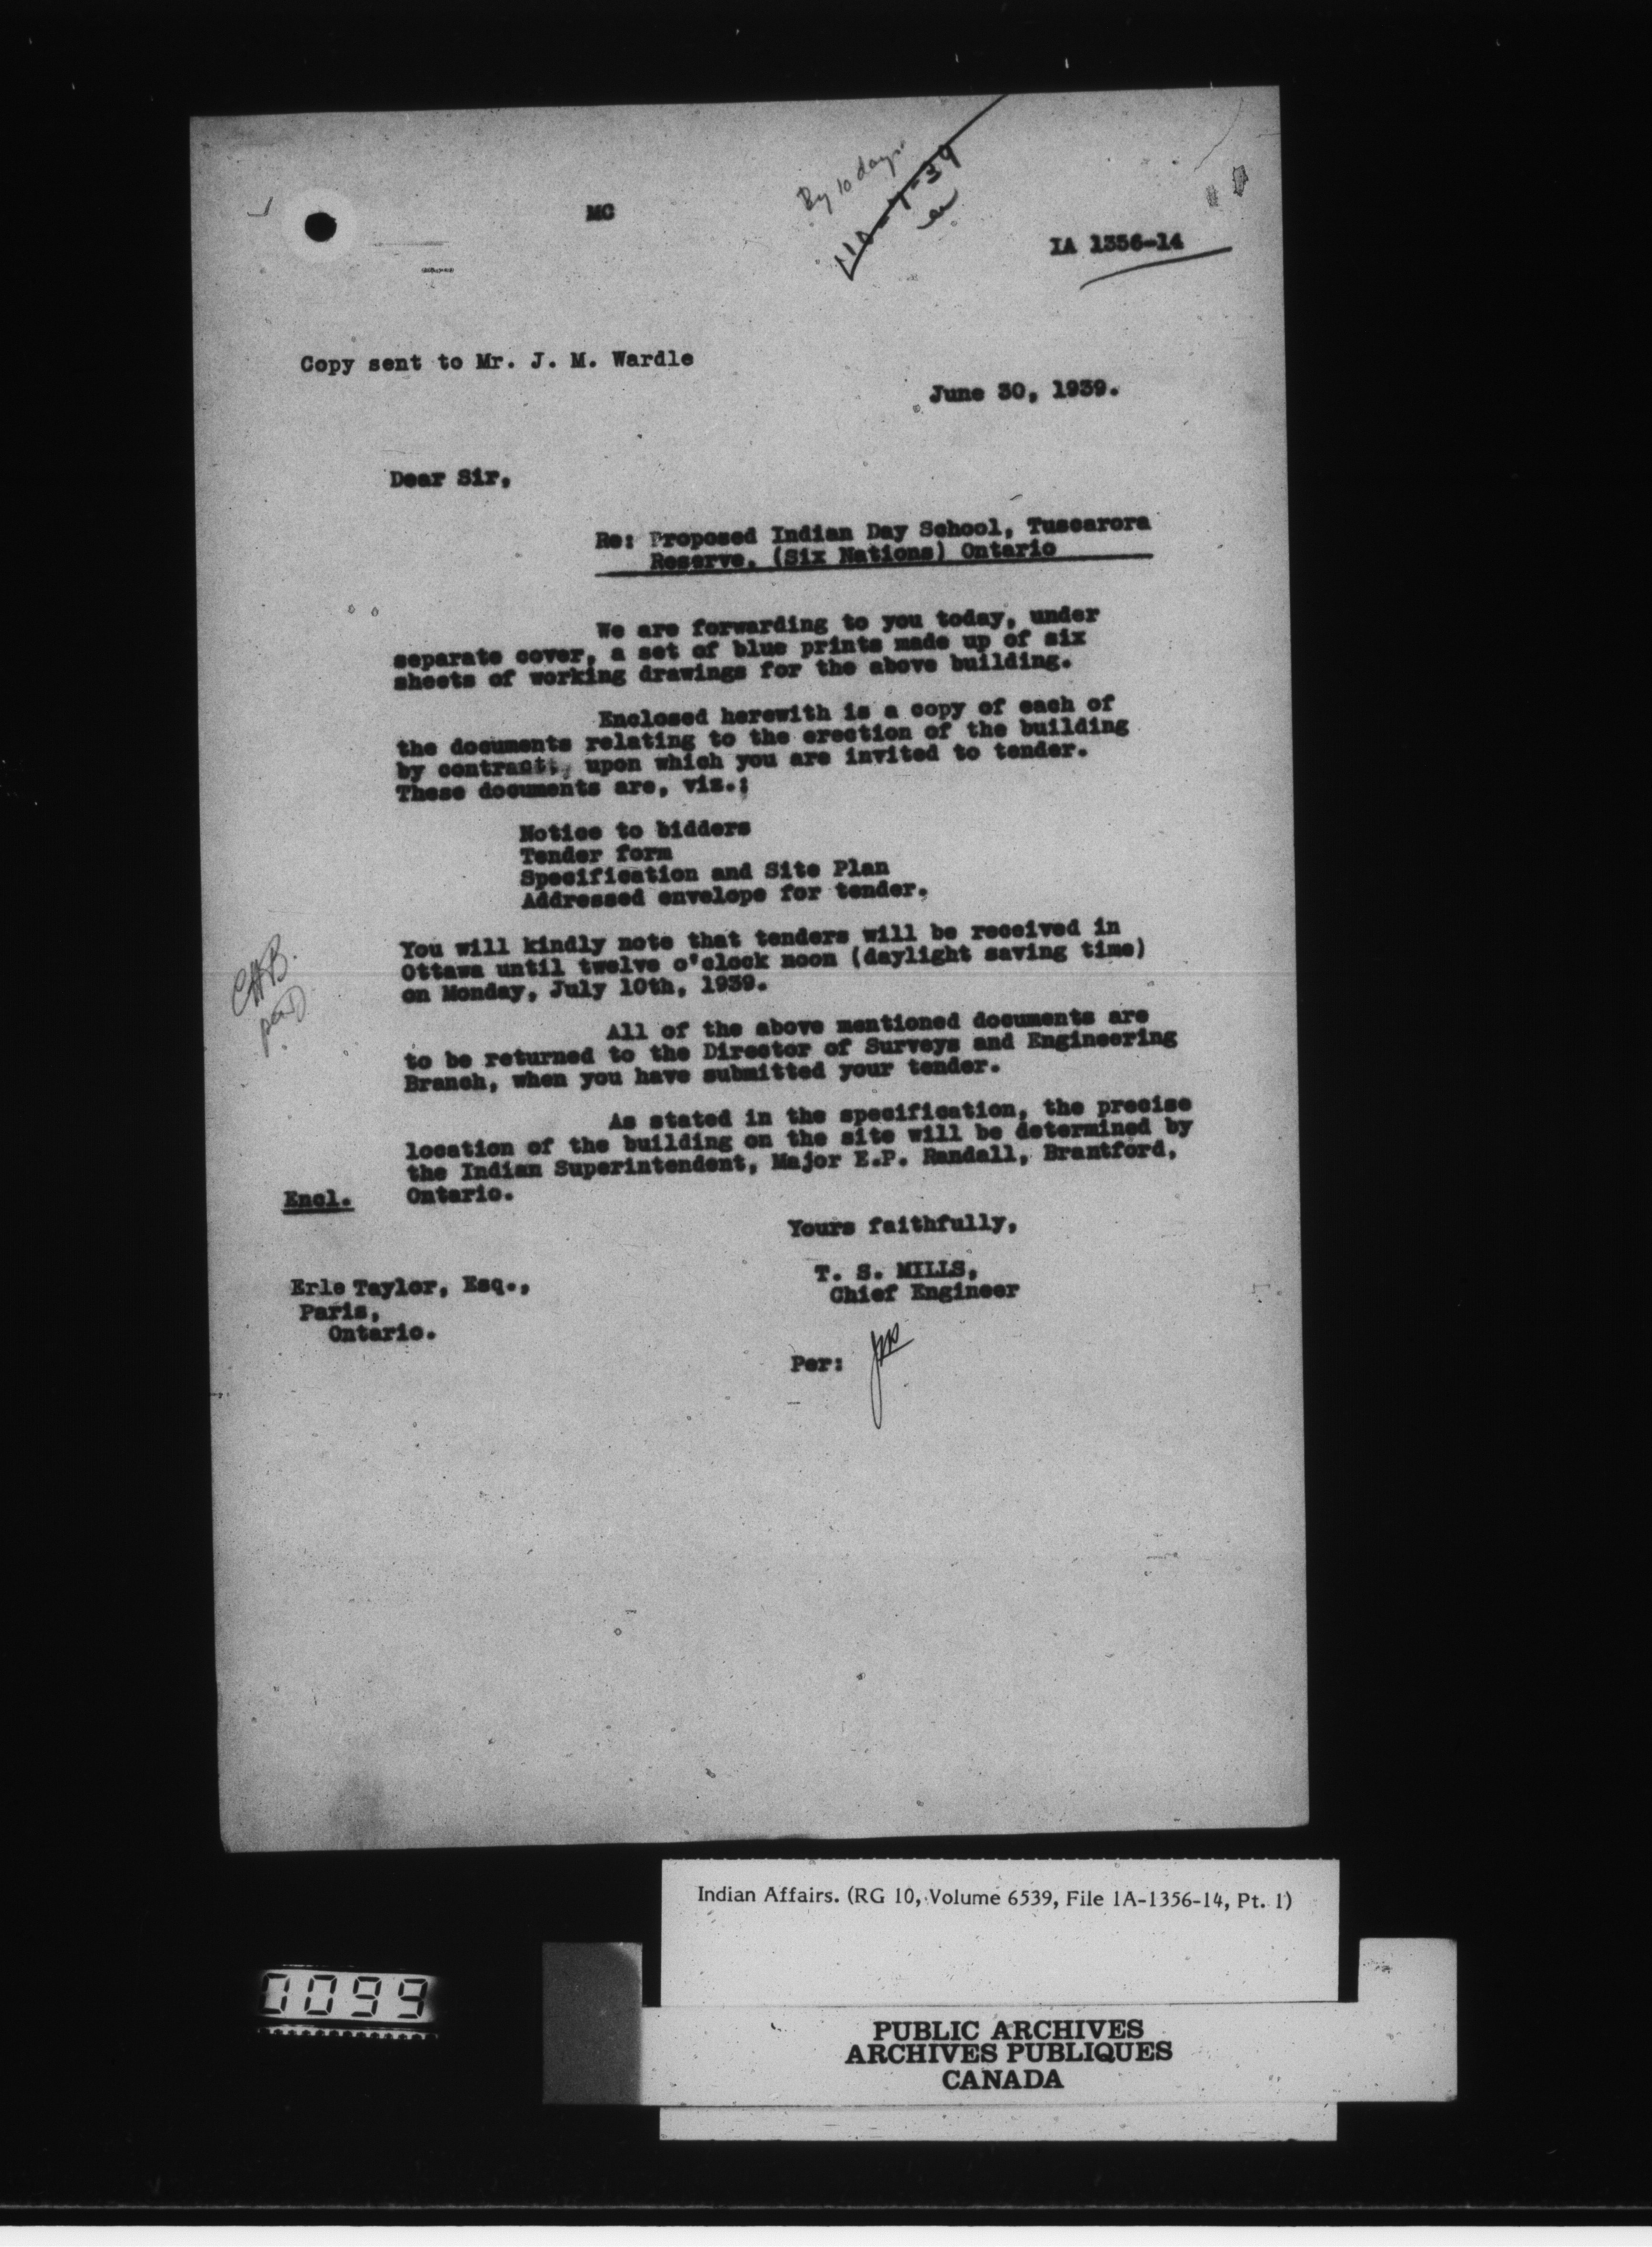 By 10 days
10-7-39
MC
IA 1356-14
Copy sent to Mr. J. M. Wardle
June 30, 1939.
Dear Sir,
Re: Proposed Indian Day School, Tuscarora
Reserve, (Six Nations) Ontario
We are forwarding to you today, under
separate cover, a set of blue prints made up of six
sheets of working drawings for the above building.
Enclosed herewith is a copy of each of
the documents relating to the erection of the building
by contract, upon which you are invited to tender.
These documents are, viz.:
Notice to bidders
Tender form
Specification and Site Plan
Addressed envelope for tender.
You will kindly note that tenders will be received in
Ottawa until twelve o'clock noon (daylight saving time)
on Monday, July 10th, 1939.
All of the above mentioned documents are
to be returned to the Director of Surveys and Engineering
Branch, when you have submitted your tender.
As stated in the specification, the precise
location of the building on the site will be determined by
the Indian Superintendent, Major E.P. Randall, Brantford,
Ontario.
Encl.
Yours faithfully,
T. S. MILLS,
Chief Engineer
Erle Taylor, Esq.,
Paris,
Ontario.
Per:
Indian Affairs. (RG 10, Volume 6539, File 1A-1356-14, Pt. 1)
0099
PUBLIC ARCHIVES
ARCHIVES PUBLIQUES
CANADA